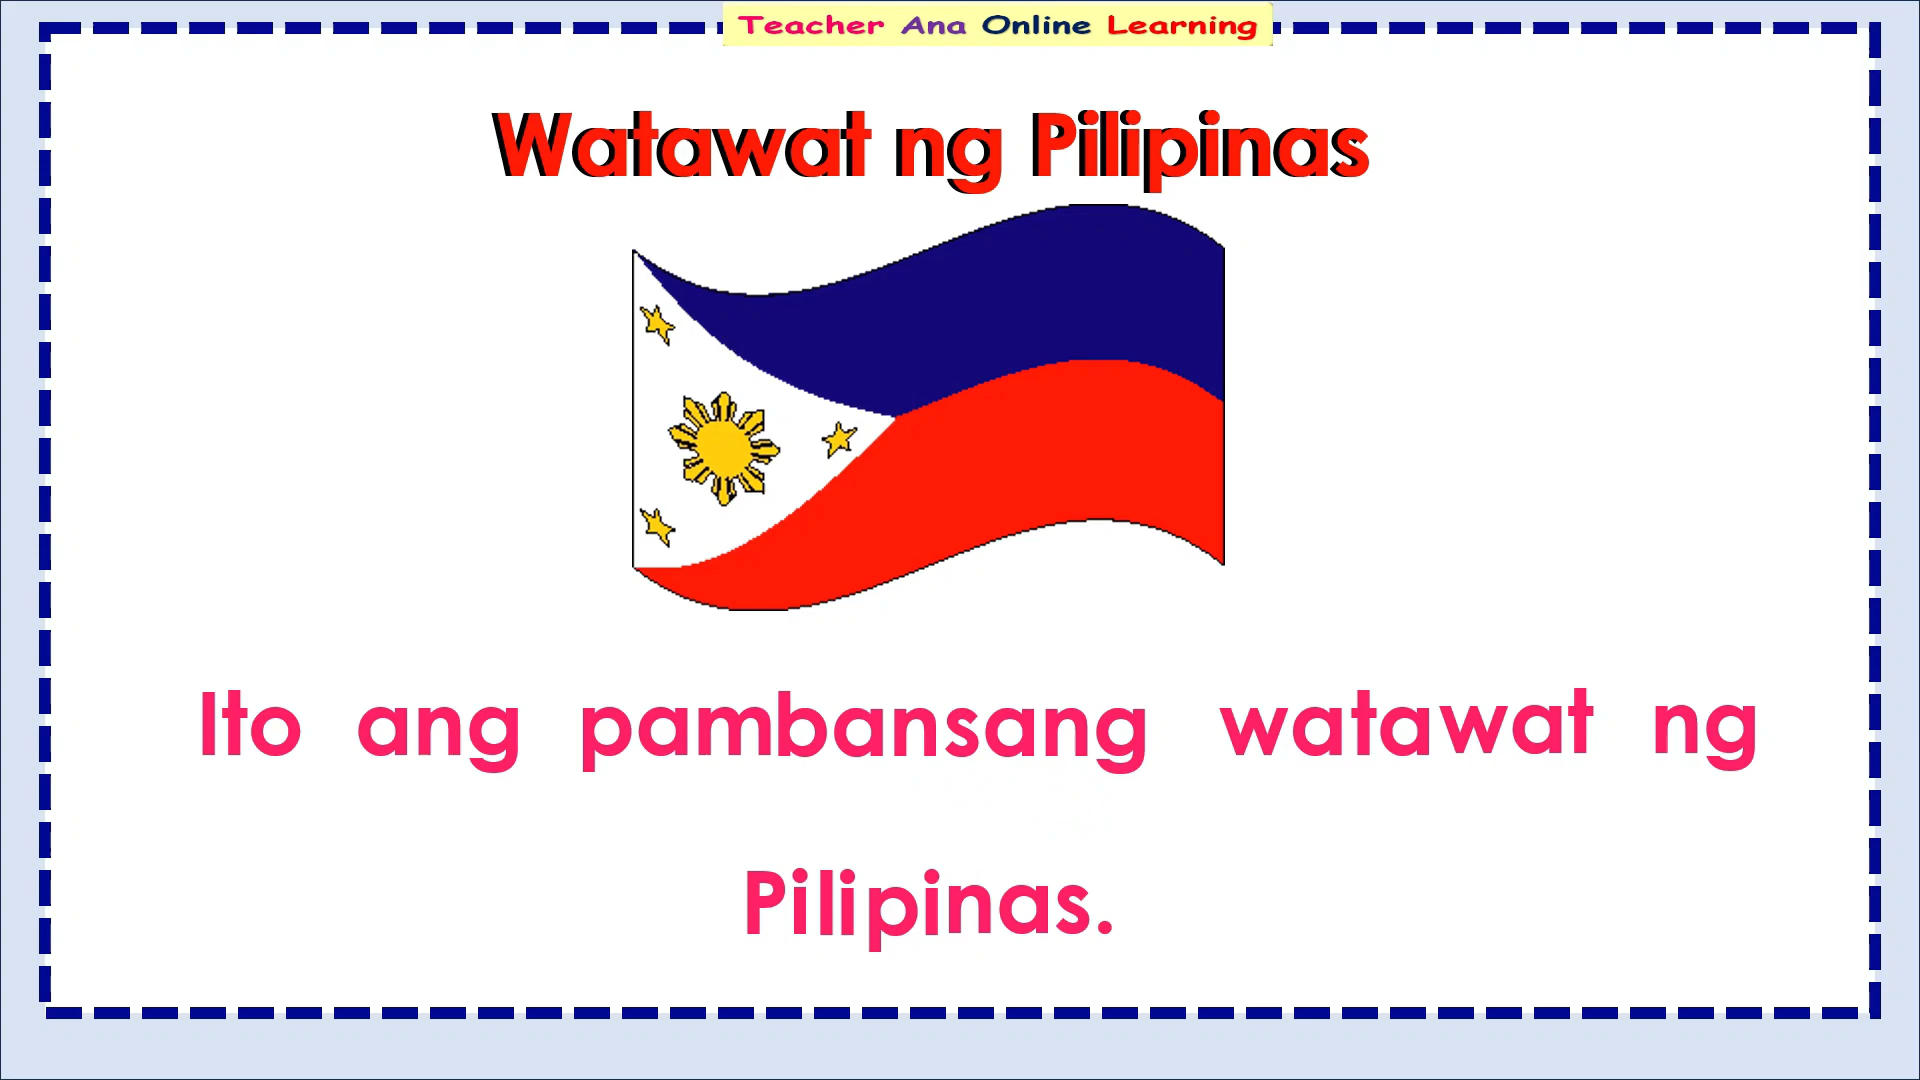 Teacher Ana Online Learning
Watawat ng Pilipinas
Ito ang pambansang watawat ng
Pilipinas.